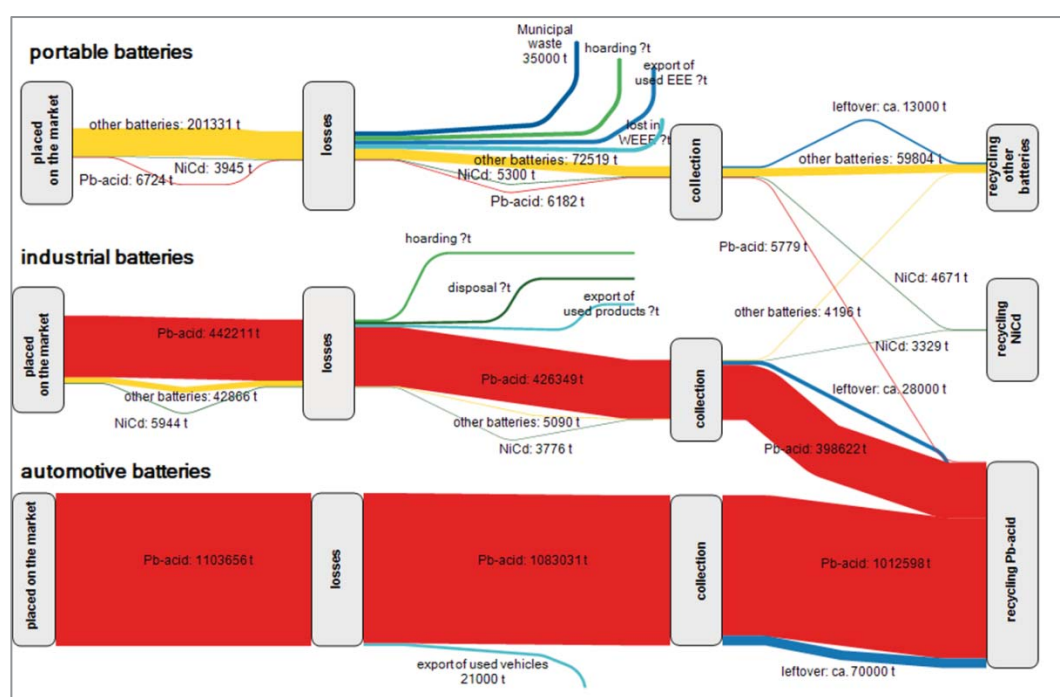 portable batteries
placed
on the market
other batteries: 201331 t
NiCd: 3945 t
Pb-acid: 6724 t
losses
Municipal
waste
35000 t
hoarding ?t
export of
used EEE ?t
lost in
WEEE ?t
other batteries: 72519 t
NiCd: 5300 t
Pb-acid: 6182 t
collection
leftover: ca. 13000 t
other batteries: 59804 t
recycling
other
batteries
Pb-acid: 5779 t
NiCd: 4671 t
industrial batteries
placed
on the market
Pb-acid: 442211 t
other batteries: 42866 t
NiCd: 5944 t
losses
hoarding ?t
disposal ?t
export of
used products ?t
Pb-acid: 426349 t
other batteries: 5090 t
NiCd: 3776 t
collection
other batteries: 4196 t
NiCd: 3329 t
recycling
NiCd
leftover: ca. 28000 t
Pb-acid: 398622 t
automotive batteries
placed on the market
Pb-acid: 1103656 t
losses
Pb-acid: 1083031 t
export of used vehicles
21000 t
collection
Pb-acid: 1012598 t
leftover: ca. 70000 t
recycling Pb-acid